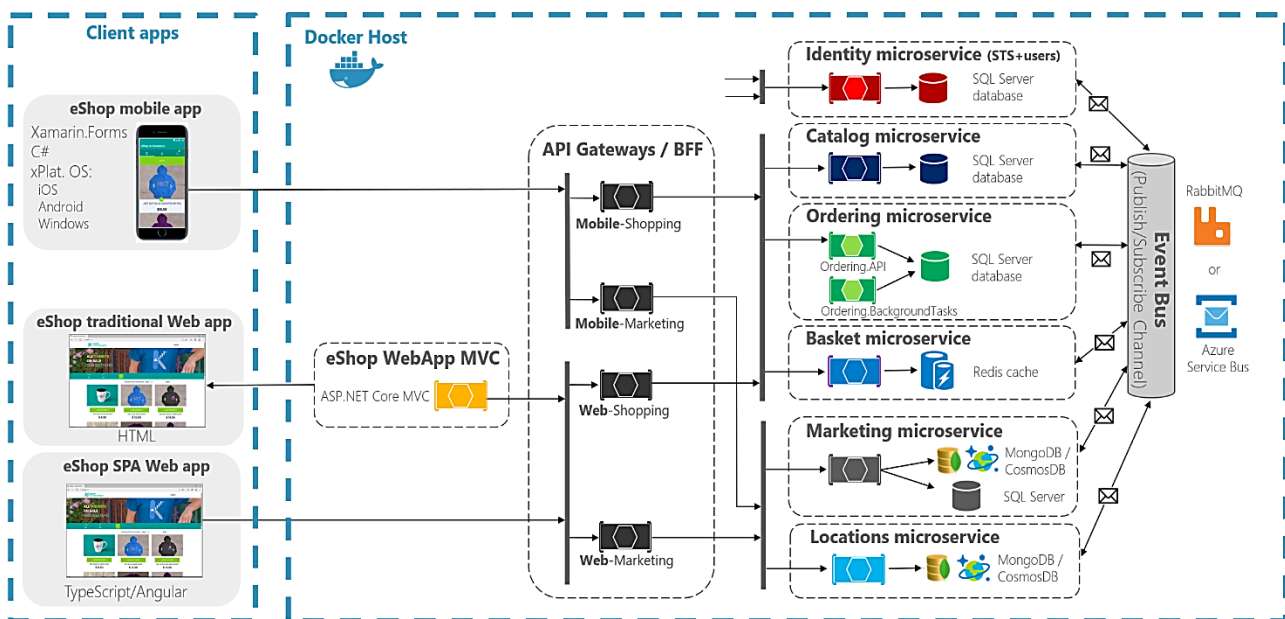 Client apps
eShop mobile app
Xamarin.Forms
C#
xPlat. OS:
iOS
Android
Windows
eShop traditional Web app
HTML
eShop SPA Web app
TypeScript/Angular
Docker Host
eShop WebApp MVC
ASP.NET Core MVC
API Gateways / BFF
Mobile-Shopping
Mobile-Marketing
Web-Shopping
Web-Marketing
Identity microservice (STS+users)
SQL Server
database
Catalog microservice
SQL Server
database
Ordering microservice
Ordering.API
SQL Server
database
Ordering.BackgroundTasks
Basket microservice
Redis cache
Marketing microservice
MongoDB /
CosmosDB
SQL Server
Locations microservice
MongoDB /
CosmosDB
Event Bus
(Publish/Subscribe Channel)
RabbitMQ
or
Azure
Service Bus